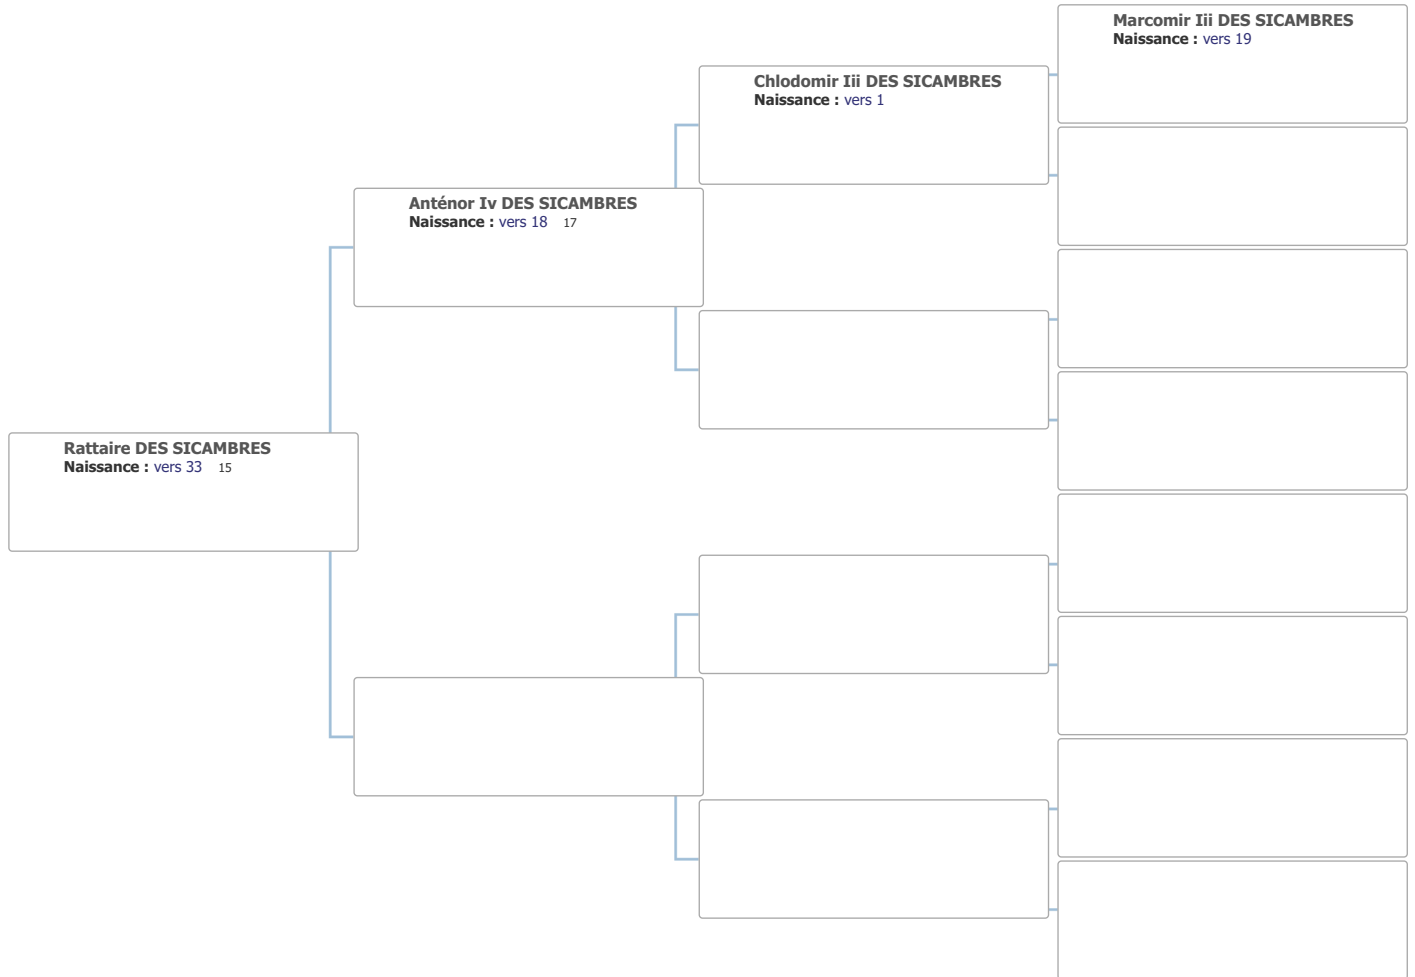 Marcomir Iii DES SICAMBRES
Naissance : vers 19
Chlodomir Iii DES SICAMBRES
Naissance : vers 1
Anténor Iv DES SICAMBRES
Naissance : vers 18 17
Rattaire DES SICAMBRES
Naissance : vers 33 15